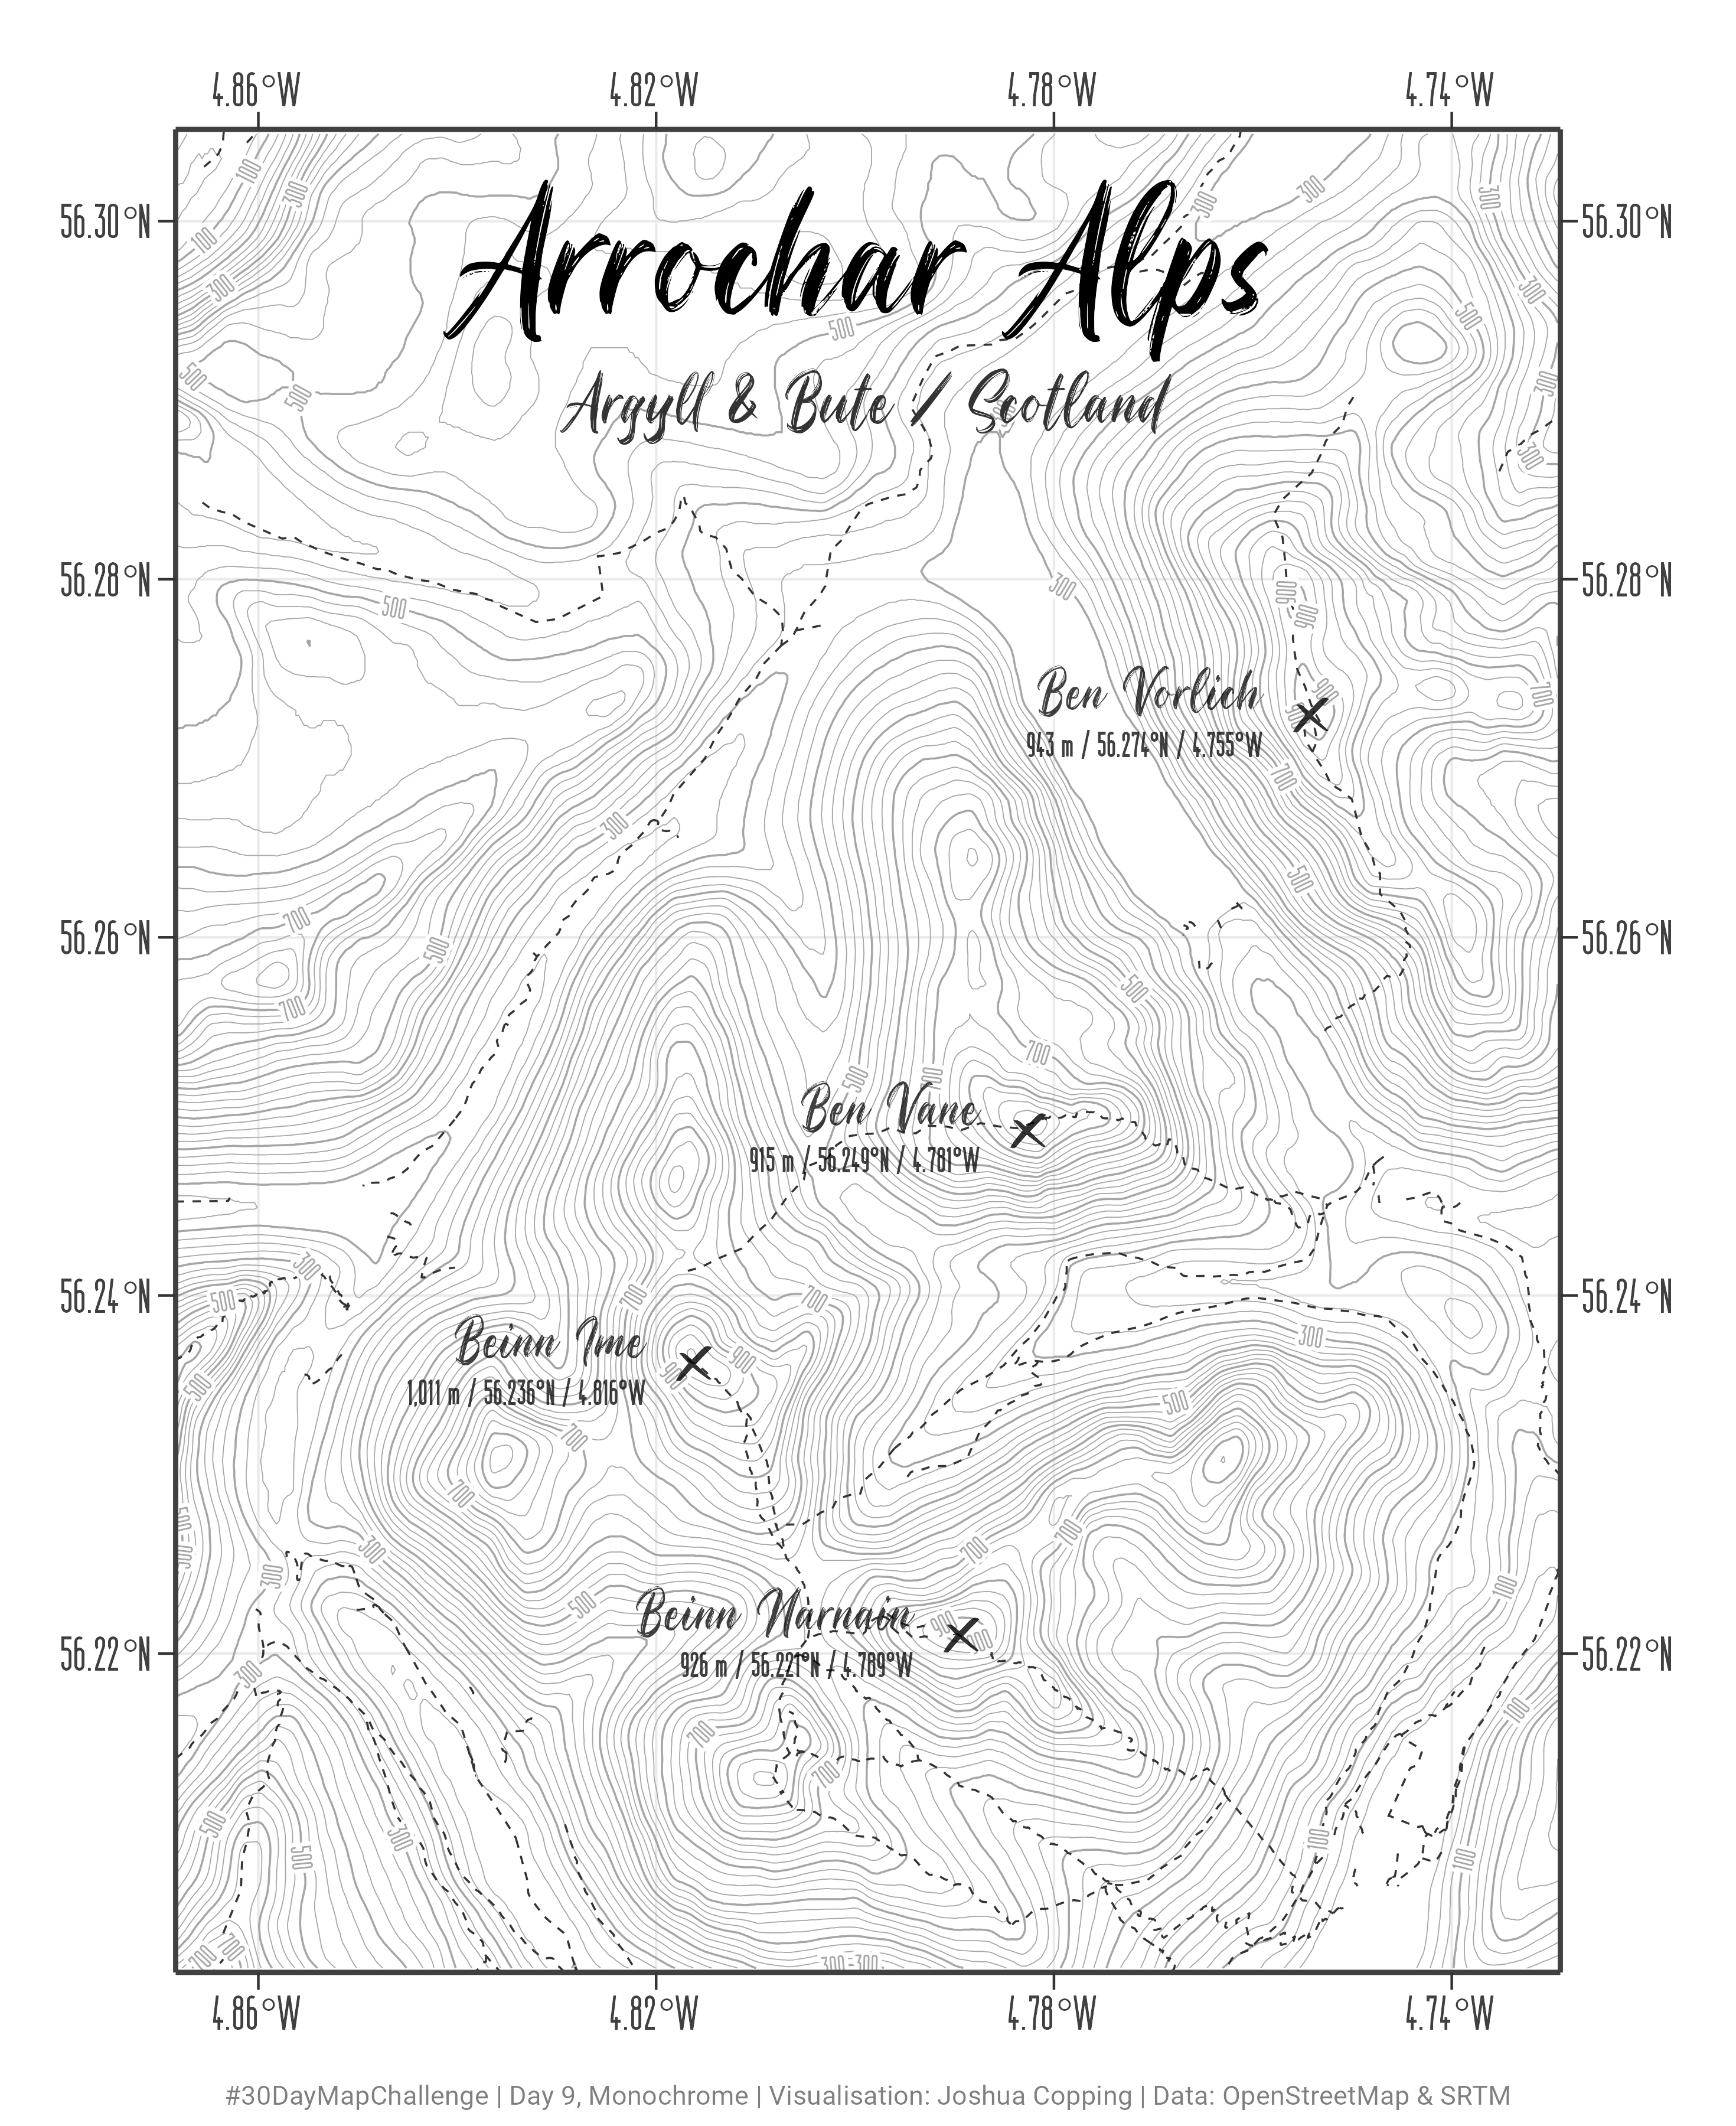 4.86°W 4.82°W 4.78°W 4.74°W
56.30°N 56.30°N
Arrochar Alps
Argyll & Bute / Scotland
56.28°N 56.28°N
Ben Vorlich
943 m / 56.274°N / 4.755°W
56.26°N 56.26°N
Ben Vane
915 m / 56.249°N / 4.781°W
56.24°N 56.24°N
Beinn Ime
1,011 m / 56.236°N / 4.816°W
Beinn Narnain
926 m / 56.221°N / 4.789°W
56.22°N 56.22°N
4.86°W 4.82°W 4.78°W 4.74°W
#30DayMapChallenge | Day 9, Monochrome | Visualisation: Joshua Copping | Data: OpenStreetMap & SRTM